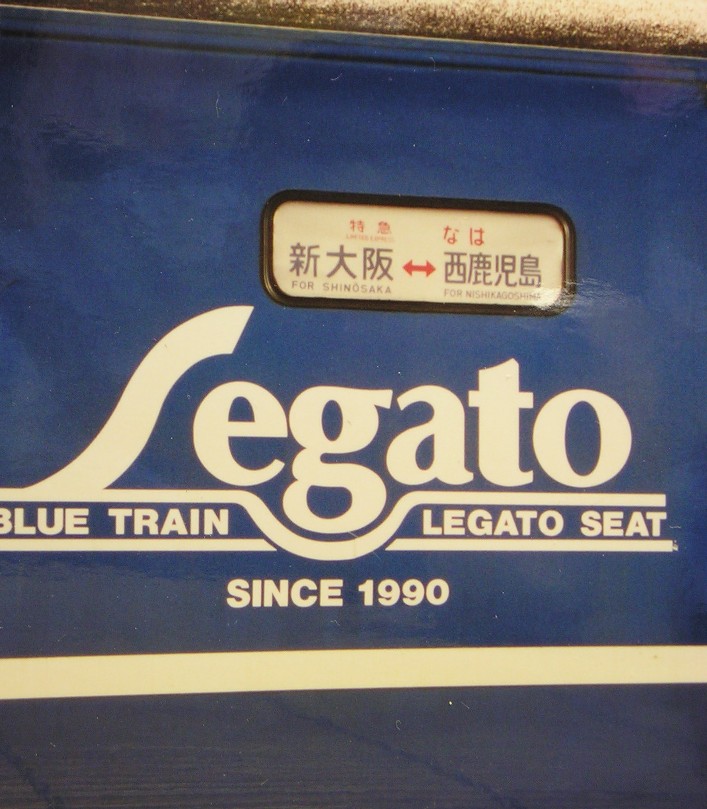 特急 なは
新大阪 ↔ 西鹿児島
FOR SHINŌSAKA FOR NISHIKAGOSHIMA
Legato
BLUE TRAIN LEGATO SEAT
SINCE 1990